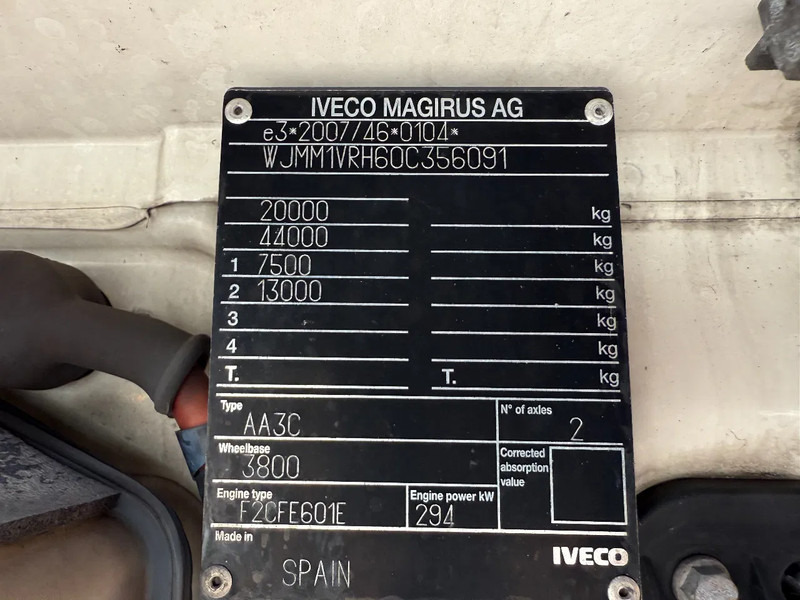 IVECO MAGIRUS AG
e3*2007/46*0104*
WJMM1VRH60C356091
20000 kg
44000 kg
1 7500 kg
2 13000 kg
3 kg
4 kg
T. T. kg
Type N° of axles
AA3C 2
Wheelbase Corrected absorption value
3800
Engine type Engine power kW
F2CFE601E 294
Made in IVECO
SPAIN